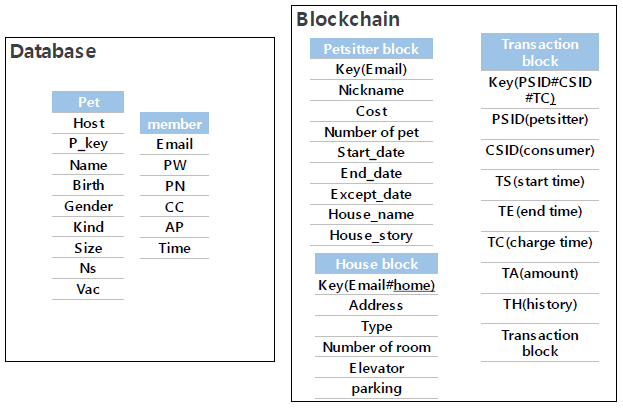 Database
Pet
Host
P_key
Name
Birth
Gender
Kind
Size
Ns
Vac
member
Email
PW
PN
CC
AP
Time
Blockchain
Petsitter block
Key(Email)
Nickname
Cost
Number of pet
Start_date
End_date
Except_date
House_name
House_story
House block
Key(Email#home)
Address
Type
Number of room
Elevator
parking
Transaction
block
Key(PSID#CSID
#TC)
PSID(petsitter)
CSID(consumer)
TS(start time)
TE(end time)
TC(charge time)
TA(amount)
TH(history)
Transaction
block